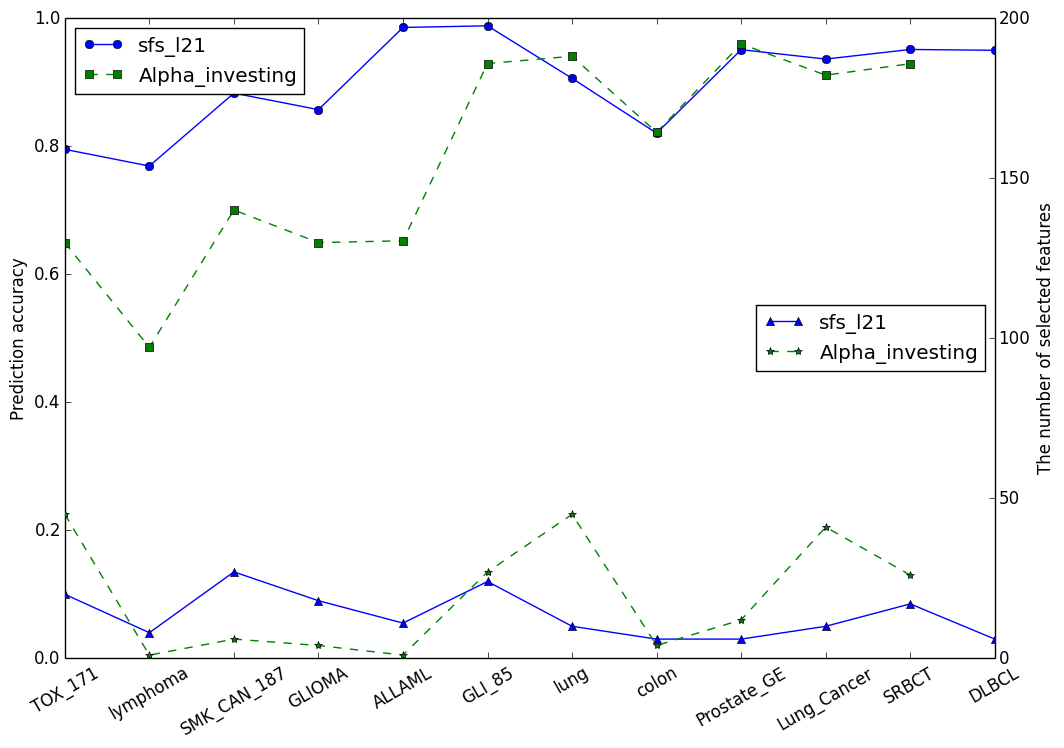 1.0
0.8
0.6
0.4
0.2
0.0
Prediction accuracy
sfs_l21
Alpha_investing
200
150
100
50
0
The number of selected features
sfs_l21
Alpha_investing
TOX_171
lymphoma
SMK_CAN_187
GLIOMA
ALLAML
GLI_85
lung
colon
Prostate_GE
Lung_Cancer
SRBCT
DLBCL